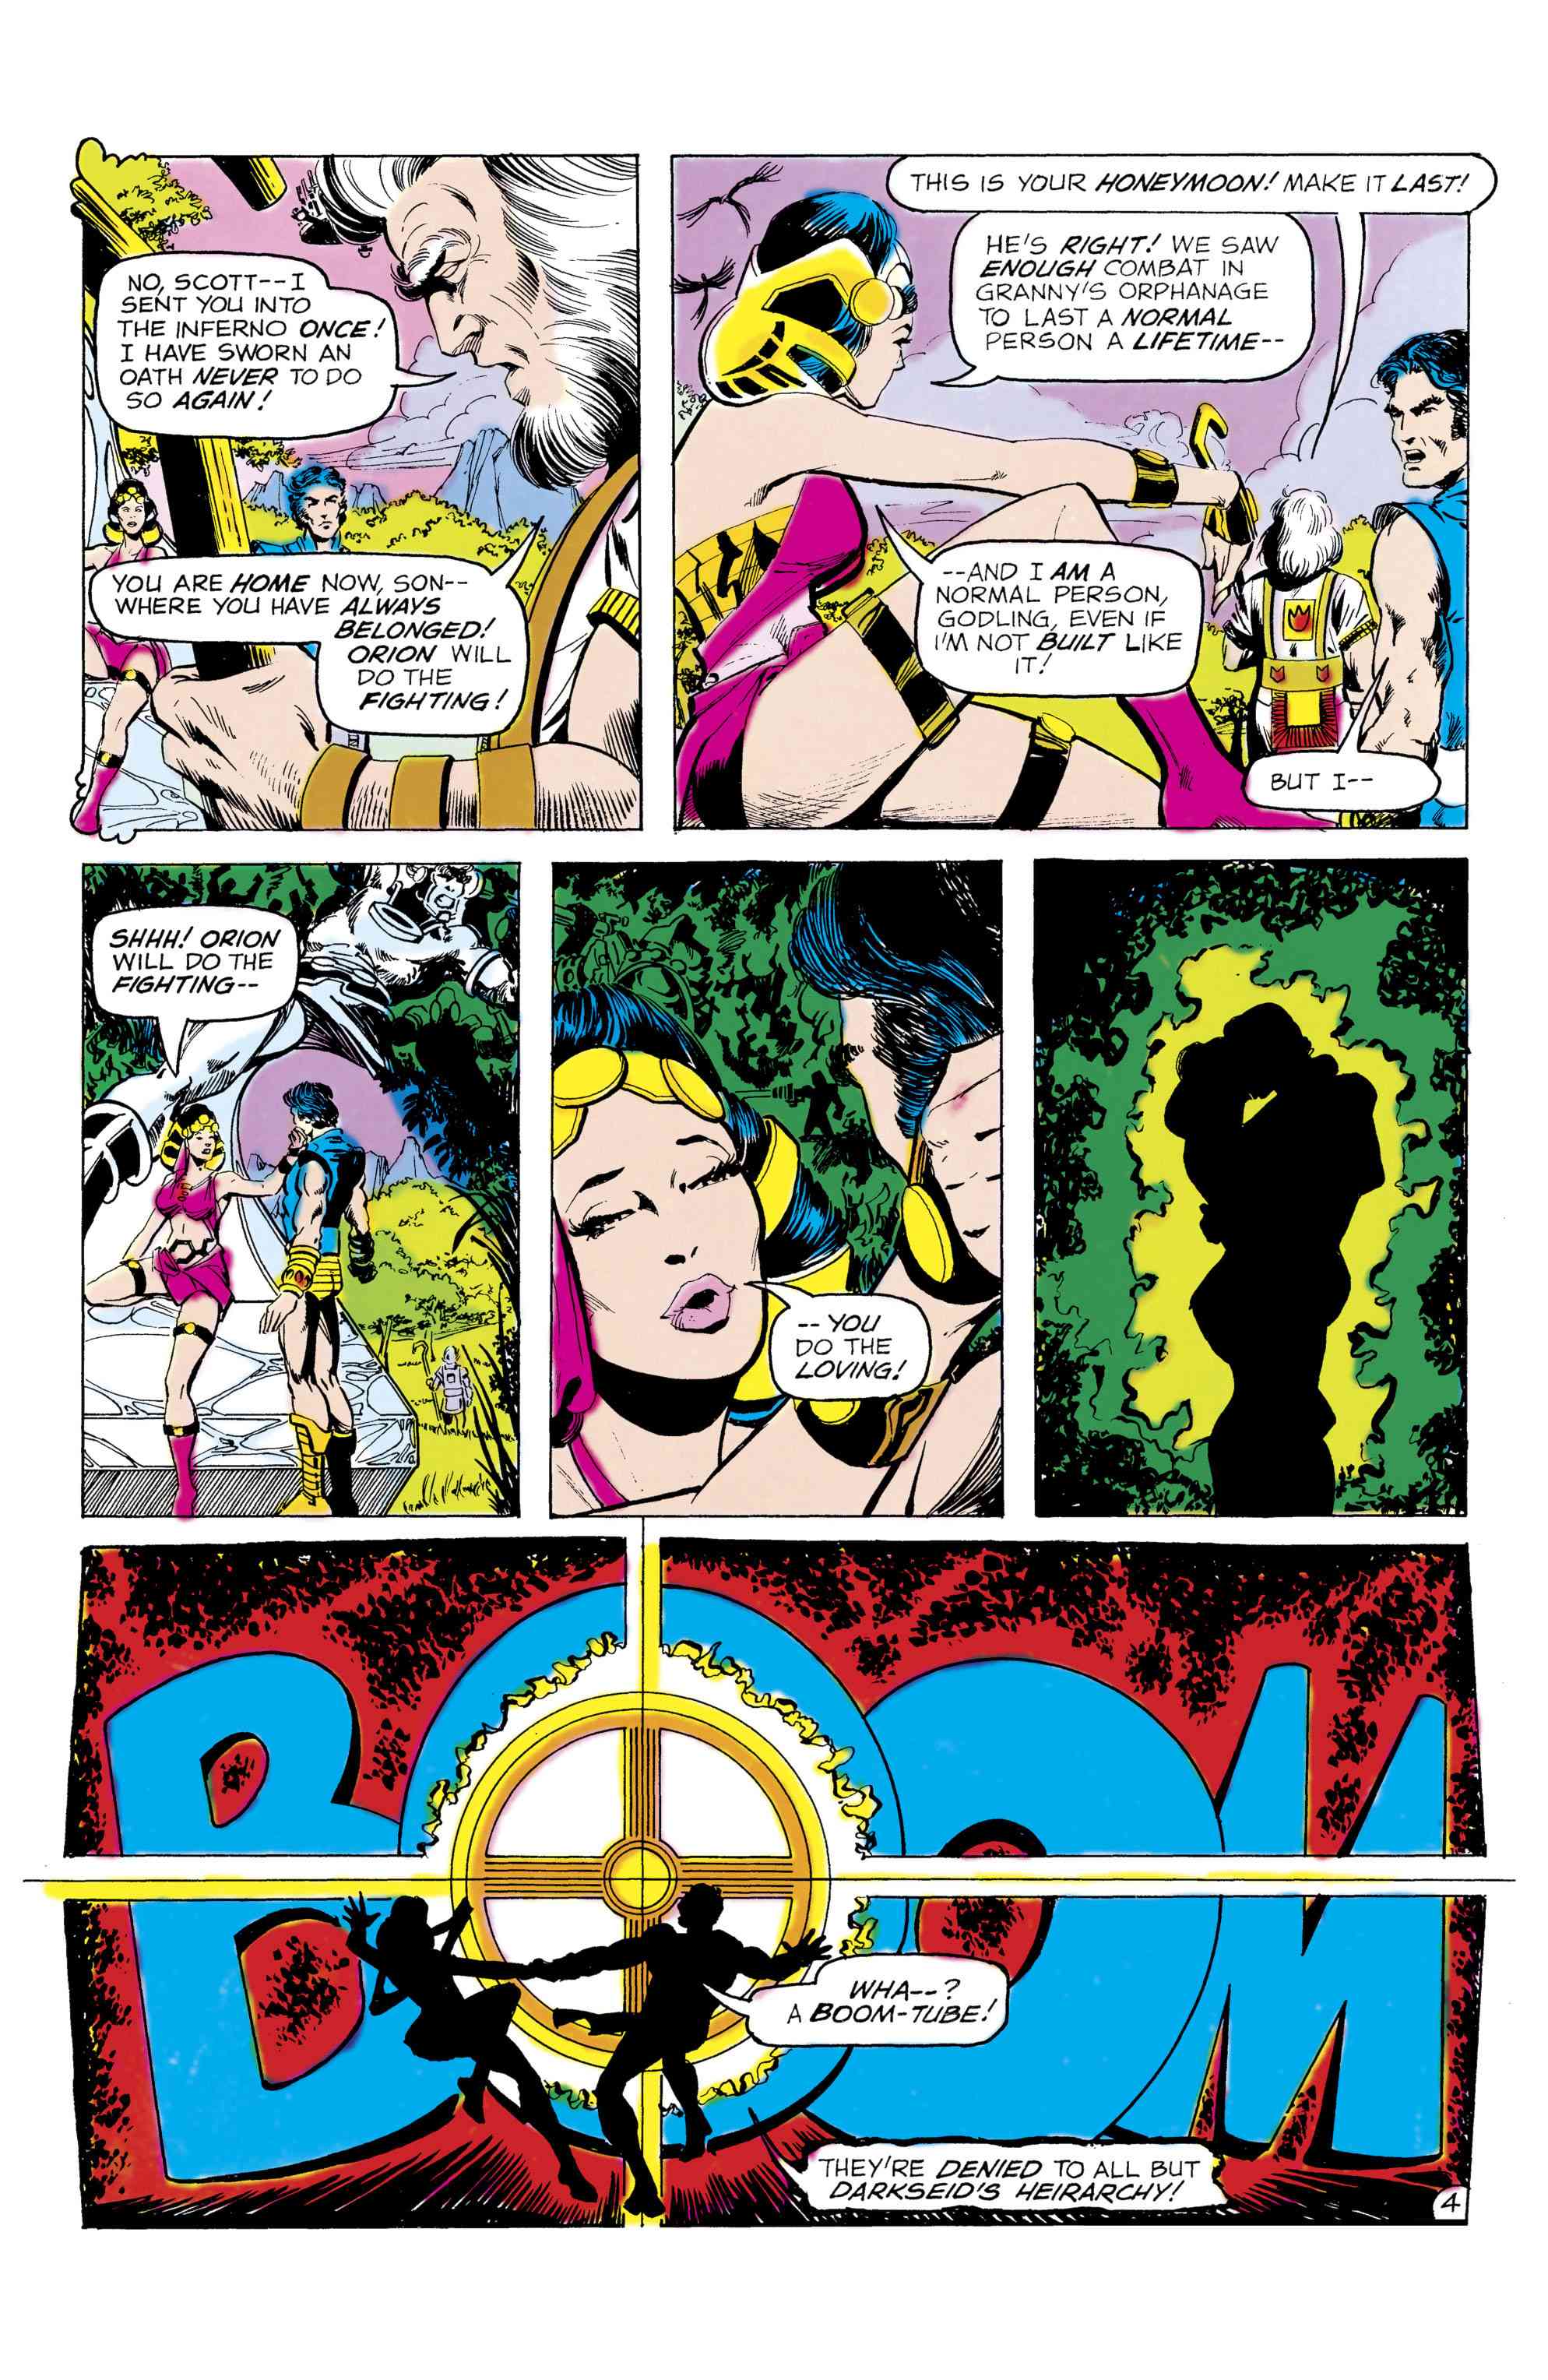 NO, SCOTT--I
SENT YOU INTO
THE INFERNO ONCE!
I HAVE SWORN AN
OATH NEVER TO DO
SO AGAIN!
YOU ARE HOME NOW, SON--
WHERE YOU HAVE ALWAYS
BELONGED!
ORION WILL
DO THE
FIGHTING!
THIS IS YOUR HONEYMOON! MAKE IT LAST!
HE'S RIGHT! WE SAW
ENOUGH COMBAT IN
GRANNY'S ORPHANAGE
TO LAST A NORMAL
PERSON A LIFETIME--
--AND I AM A
NORMAL PERSON,
GODLING, EVEN IF
I'M NOT BUILT LIKE
IT!
BUT I--
SHHH! ORION
WILL DO THE
FIGHTING--
--YOU
DO THE
LOVING!
BOOM
WHA--?
A BOOM-TUBE!
THEY'RE DENIED TO ALL BUT
DARKSEID'S HEIRARCHY!
4